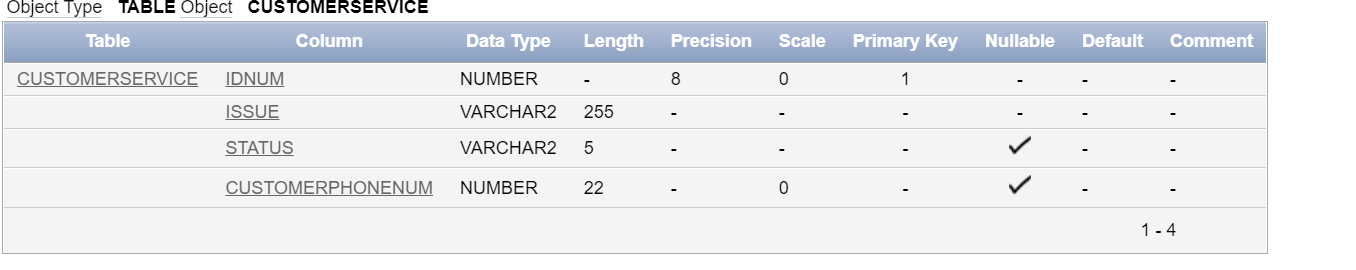 Object Type TABLE Object CUSTOMERSERVICE
Table Column Data Type Length Precision Scale Primary Key Nullable Default Comment
CUSTOMERSERVICE IDNUM NUMBER - 8 0 1 - - -
ISSUE VARCHAR2 255 - - - - - -
STATUS VARCHAR2 5 - - - ✓ - -
CUSTOMERPHONENUM NUMBER 22 - 0 - ✓ - -
1 - 4